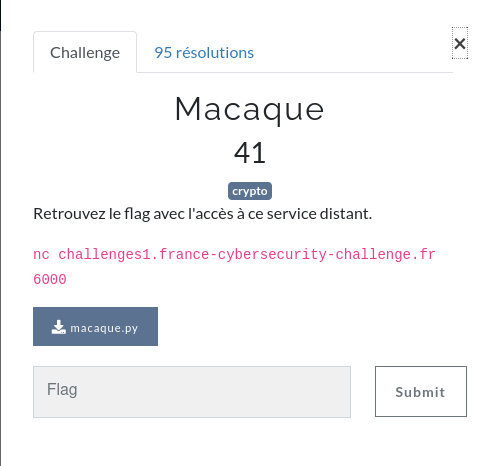 Challenge
95 résolutions
×
Macaque
41
crypto
Retrouvez le flag avec l'accès à ce service distant.
nc challenges1.france-cybersecurity-challenge.fr
6000
macaque.py
Flag
Submit